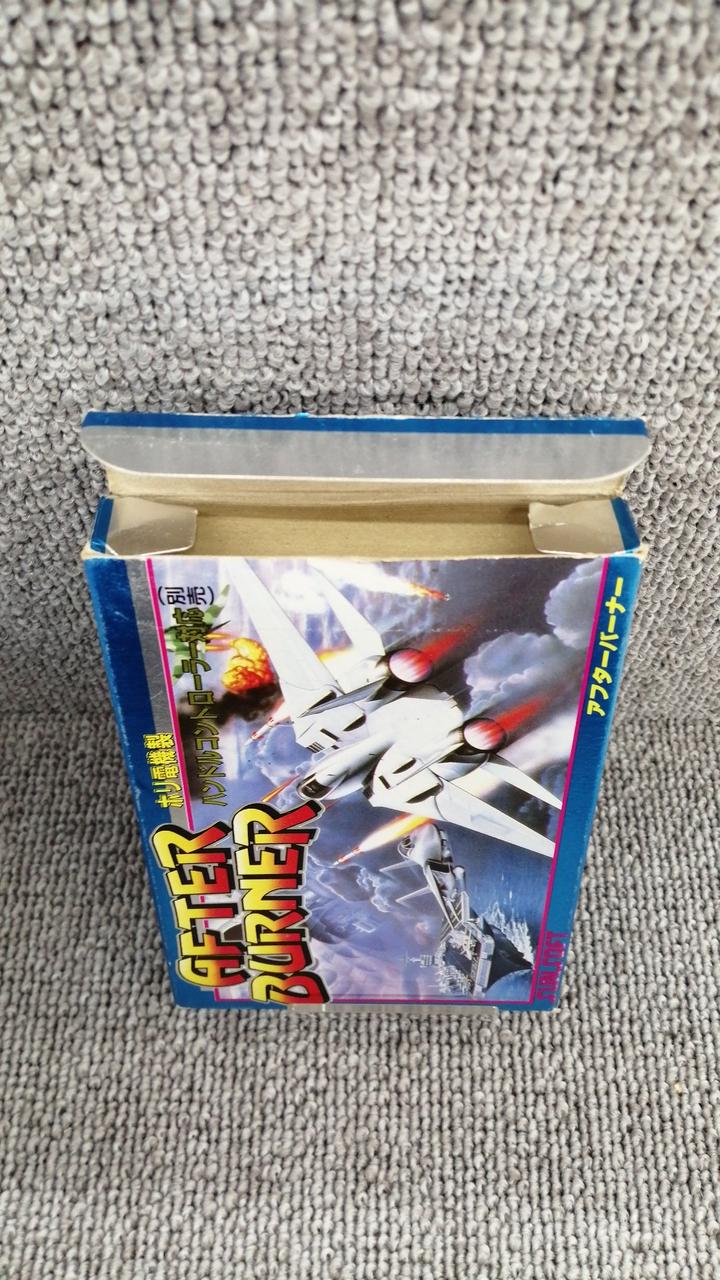 ホリ電機製
ハンドルコントローラー対応
(別売)
AFTER
BURNER
アフターバーナー
SUNSOFT